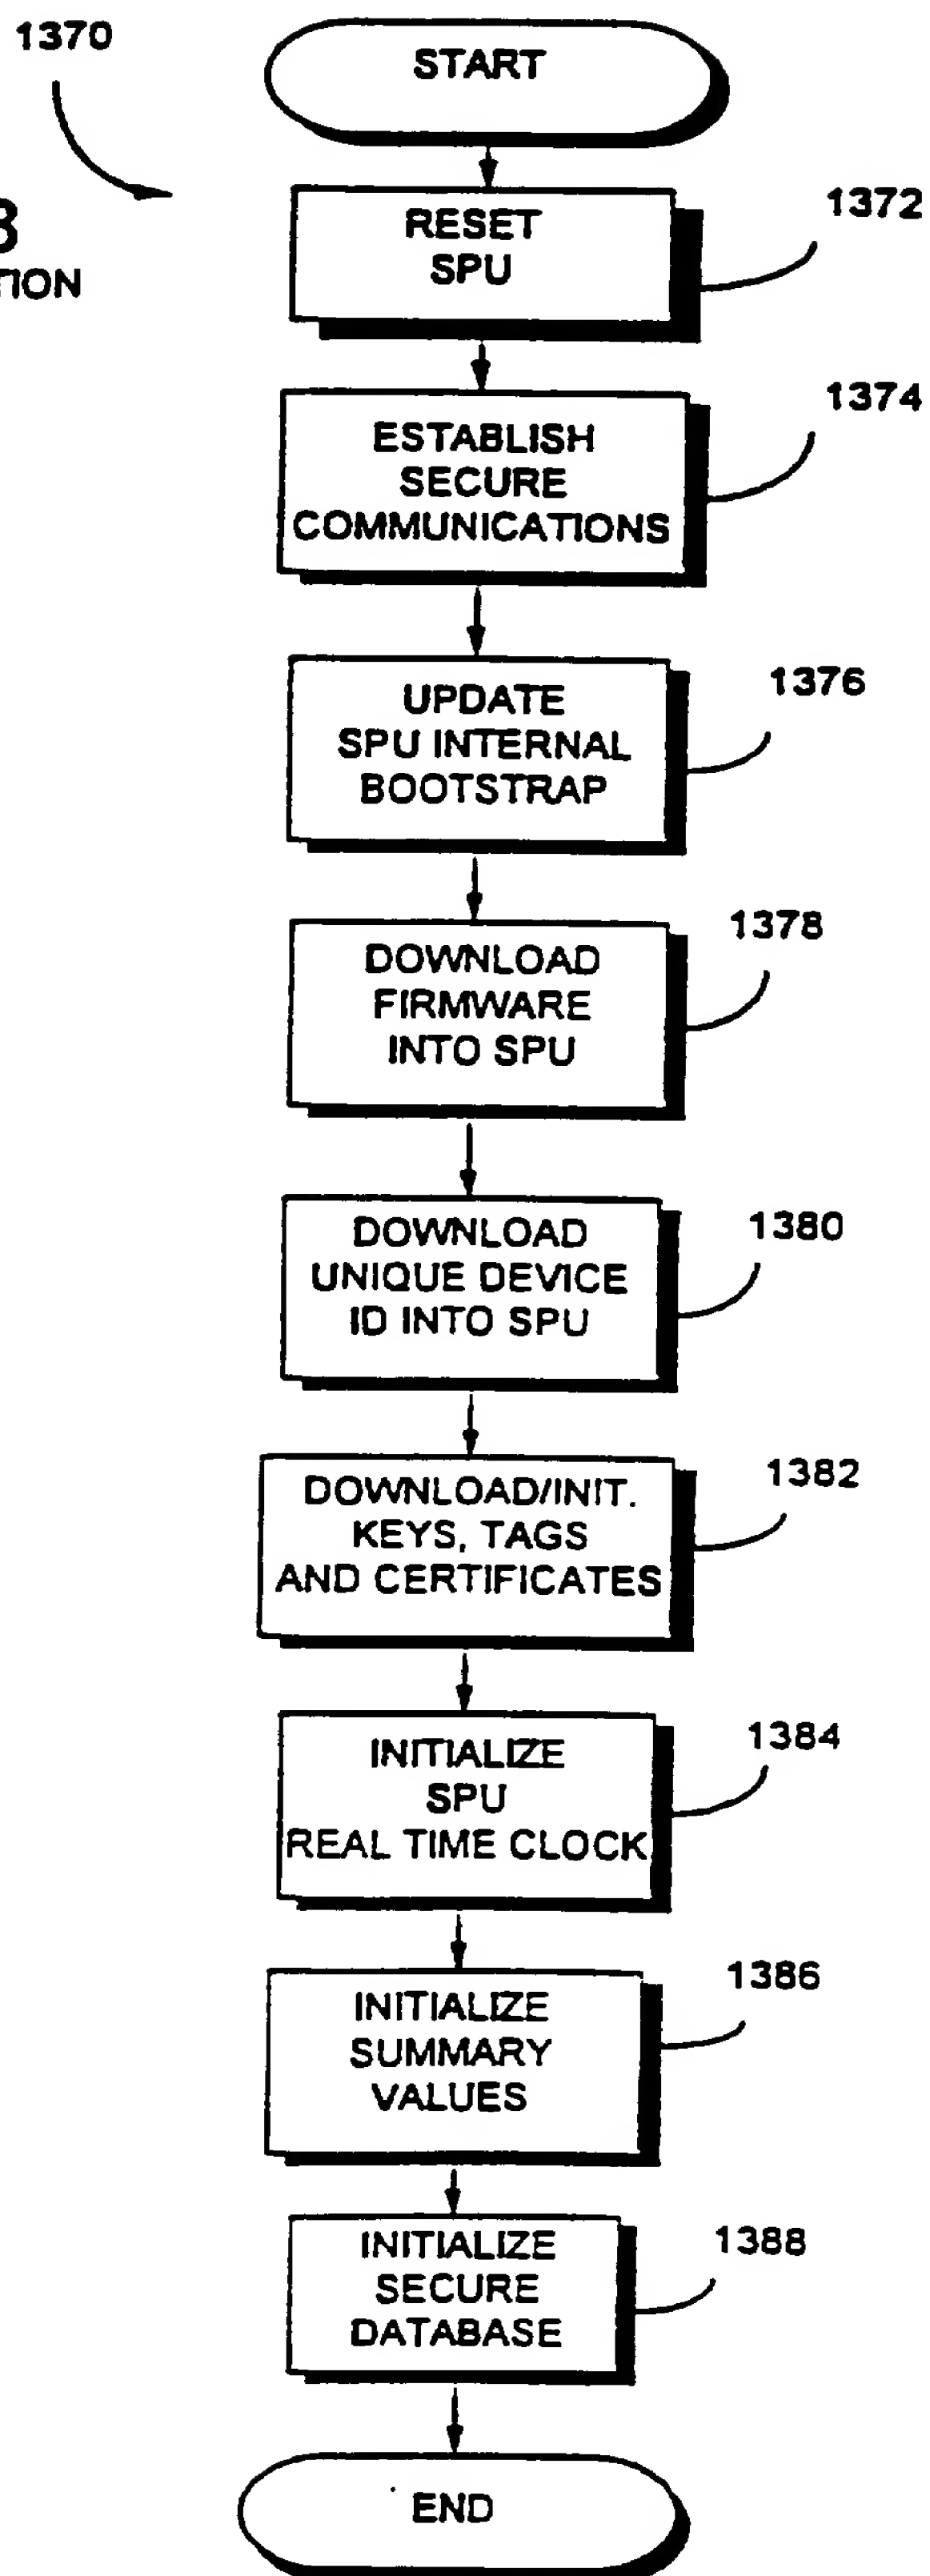 1370
START
RESET
SPU
1372
ESTABLISH
SECURE
COMMUNICATIONS
1374
UPDATE
SPU INTERNAL
BOOTSTRAP
1376
DOWNLOAD
FIRMWARE
INTO SPU
1378
DOWNLOAD
UNIQUE DEVICE
ID INTO SPU
1380
DOWNLOAD/INIT.
KEYS, TAGS
AND CERTIFICATES
1382
INITIALIZE
SPU
REAL TIME CLOCK
1384
INITIALIZE
SUMMARY
VALUES
1386
INITIALIZE
SECURE
DATABASE
1388
END